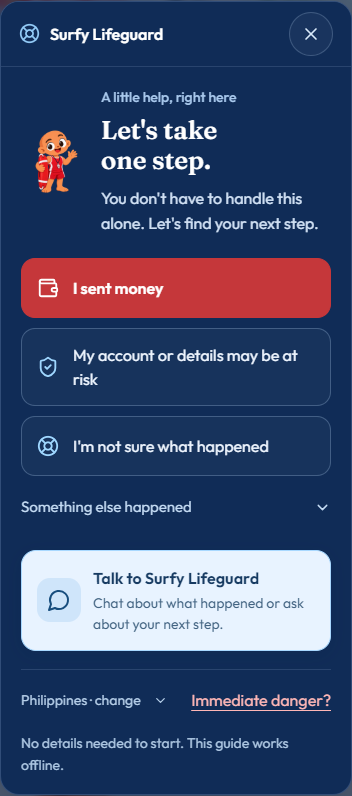 Surfy Lifeguard
A little help, right here
Let's take
one step.
You don't have to handle this
alone. Let's find your next step.
I sent money
My account or details may be at
risk
I'm not sure what happened
Something else happened
Talk to Surfy Lifeguard
Chat about what happened or ask
about your next step.
Philippines · change
Immediate danger?
No details needed to start. This guide works
offline.